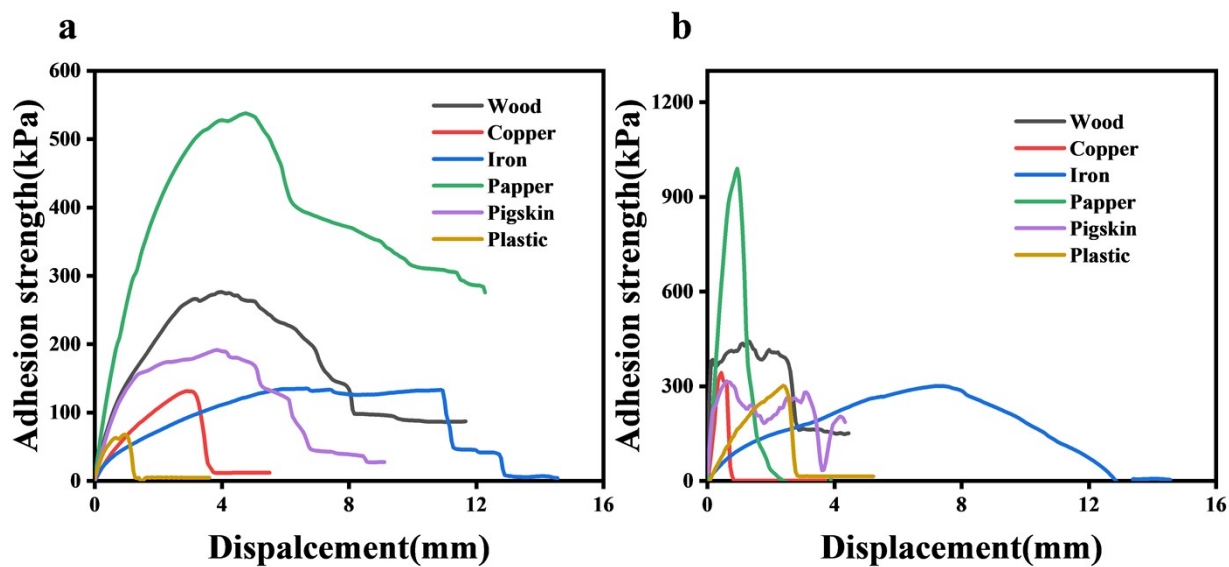 a
Adhesion strength(kPa)
600
500
400
300
200
100
0
0 4 8 12 16
Dispalcement(mm)
Wood
Copper
Iron
Papper
Pigskin
Plastic
b
Adhesion strength(kPa)
1200
900
600
300
0
0 4 8 12 16
Displacement(mm)
Wood
Copper
Iron
Papper
Pigskin
Plastic